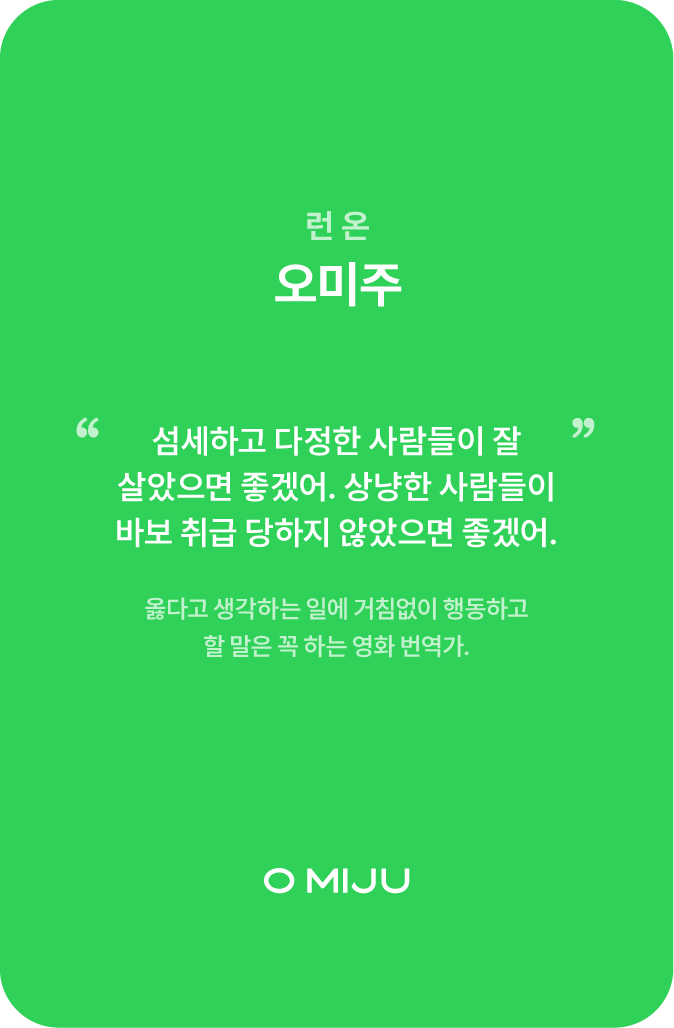 런 온
오미주
“ 섬세하고 다정한 사람들이 잘 ”
살았으면 좋겠어. 상냥한 사람들이
바보 취급 당하지 않았으면 좋겠어.
옳다고 생각하는 일에 거침없이 행동하고
할 말은 꼭 하는 영화 번역가.
O MIJU